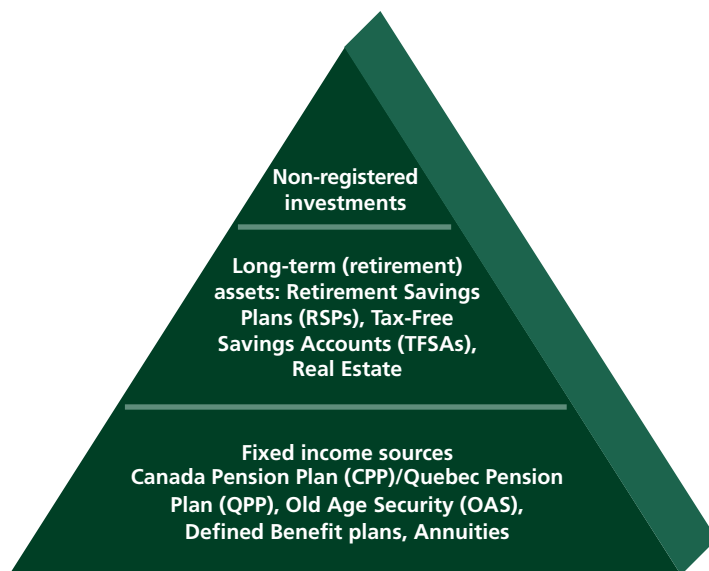 Non-registered
investments
Long-term (retirement)
assets: Retirement Savings
Plans (RSPs), Tax-Free
Savings Accounts (TFSAs),
Real Estate
Fixed income sources
Canada Pension Plan (CPP)/Quebec Pension
Plan (QPP), Old Age Security (OAS),
Defined Benefit plans, Annuities